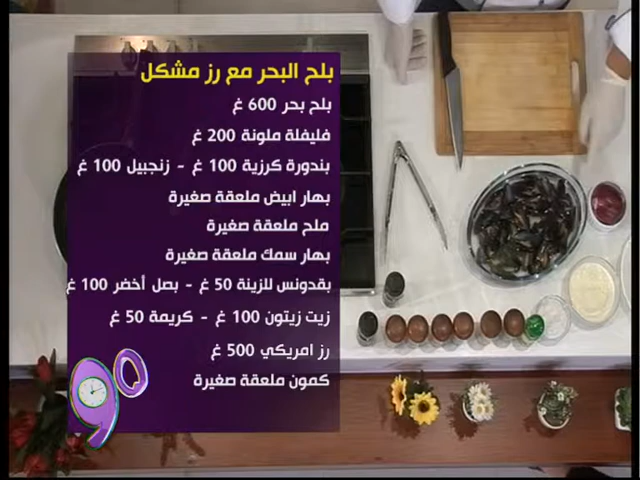 بلح البحر مع رز مشكل
بلح بحر 600 غ
فليفلة ملونة 200 غ
بندورة كرزية 100 غ - زنجبيل 100 غ
بهار ابيض ملعقة صغيرة
ملح ملعقة صغيرة
بهار سمك ملعقة صغيرة
بقدونس للزينة 50 غ - بصل أخضر 100 غ
زيت زيتون 100 غ - كريمة 50 غ
رز امريكي 500 غ
كمون ملعقة صغيرة
90